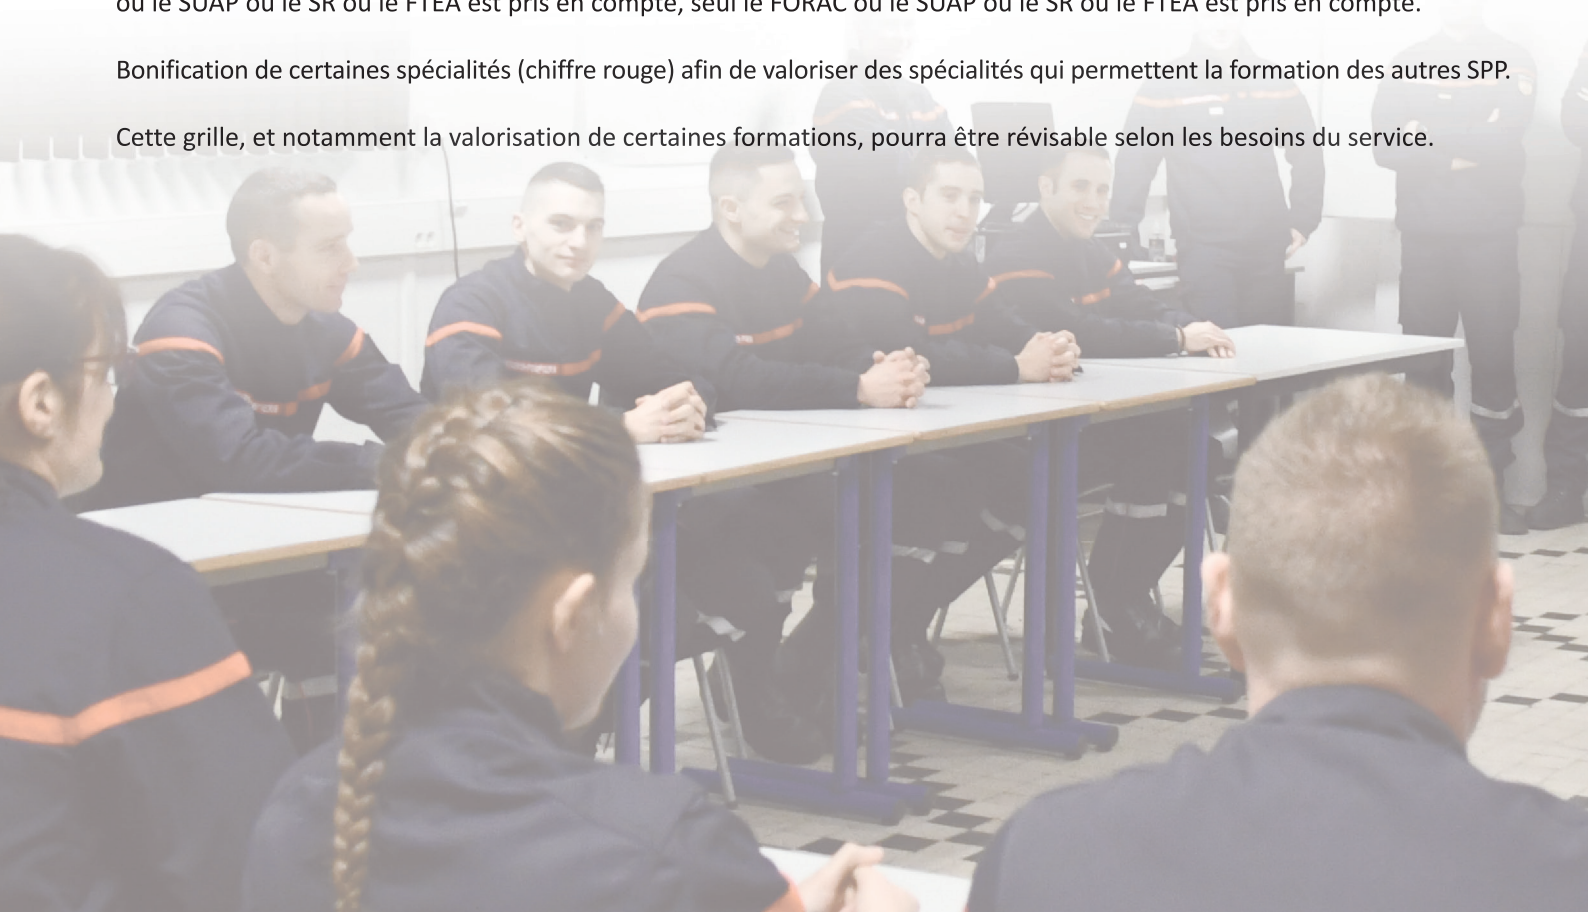 ou le SUAP ou le SR ou le FTEA est pris en compte, seul le FORAC ou le SUAP ou le SR ou le FTEA est pris en compte.
Bonification de certaines spécialités (chiffre rouge) afin de valoriser des spécialités qui permettent la formation des autres SPP.
Cette grille, et notamment la valorisation de certaines formations, pourra être révisable selon les besoins du service.